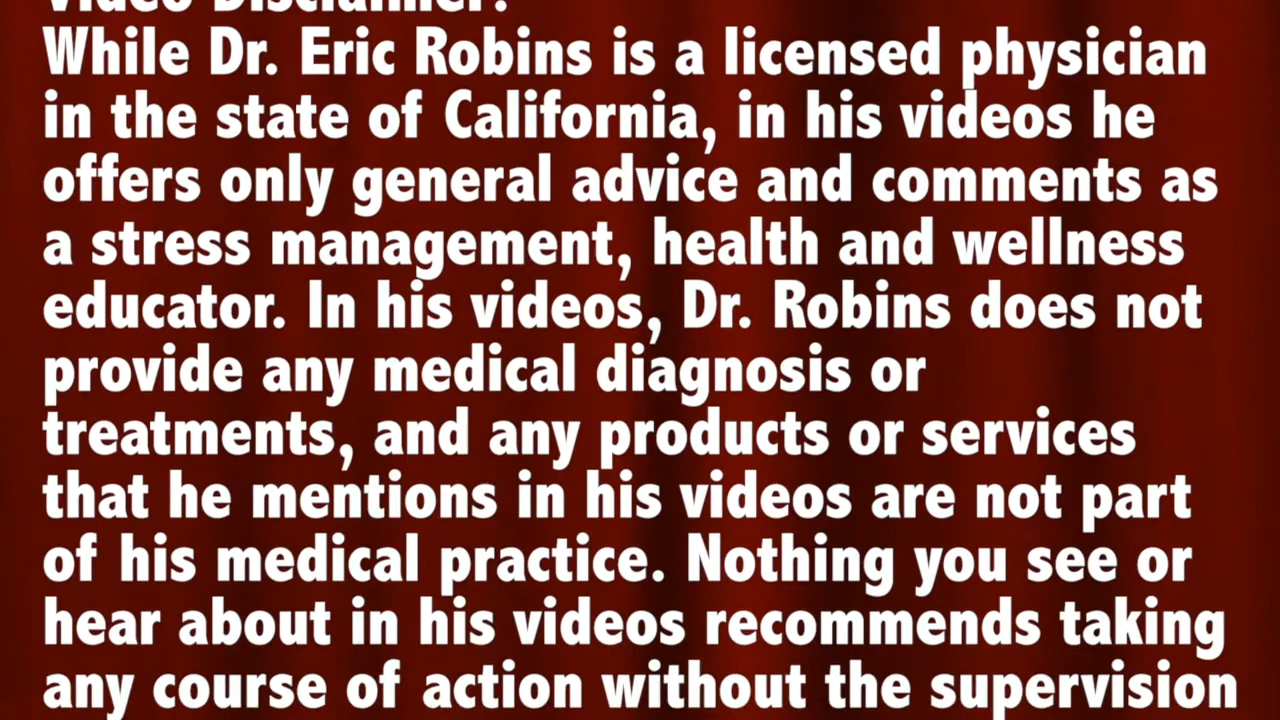 Video Disclaimer:
While Dr. Eric Robins is a licensed physician
in the state of California, in his videos he
offers only general advice and comments as
a stress management, health and wellness
educator. In his videos, Dr. Robins does not
provide any medical diagnosis or
treatments, and any products or services
that he mentions in his videos are not part
of his medical practice. Nothing you see or
hear about in his videos recommends taking
any course of action without the supervision